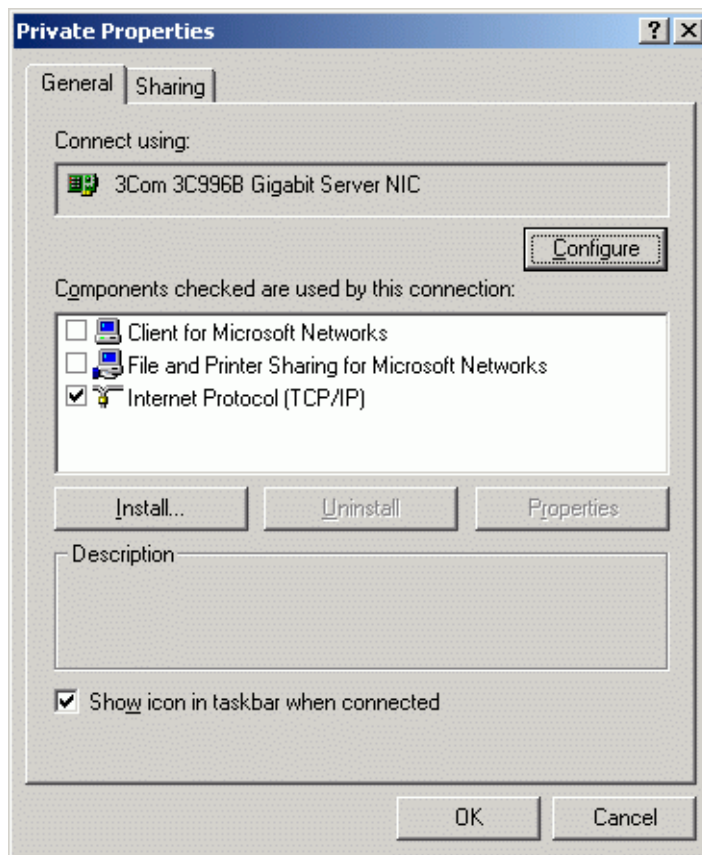 Private Properties
General
Sharing
Connect using:
3Com 3C996B Gigabit Server NIC
Configure
Components checked are used by this connection:
Client for Microsoft Networks
File and Printer Sharing for Microsoft Networks
Internet Protocol (TCP/IP)
Install...
Uninstall
Properties
Description
Show icon in taskbar when connected
OK
Cancel